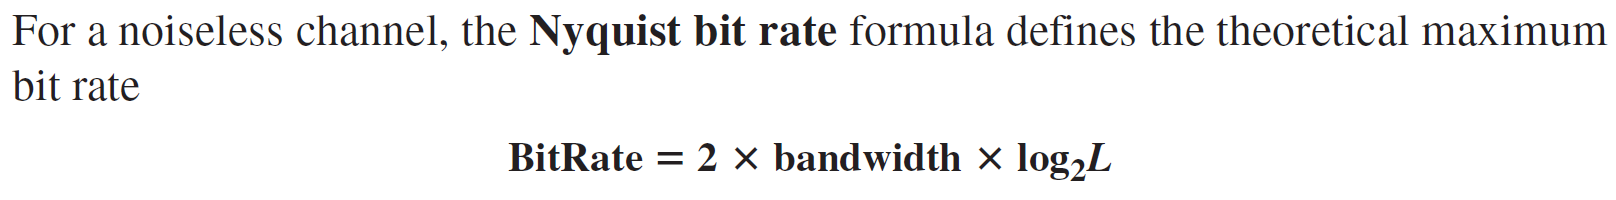 For a noiseless channel, the Nyquist bit rate formula defines the theoretical maximum
bit rate
BitRate = 2 × bandwidth × log₂L